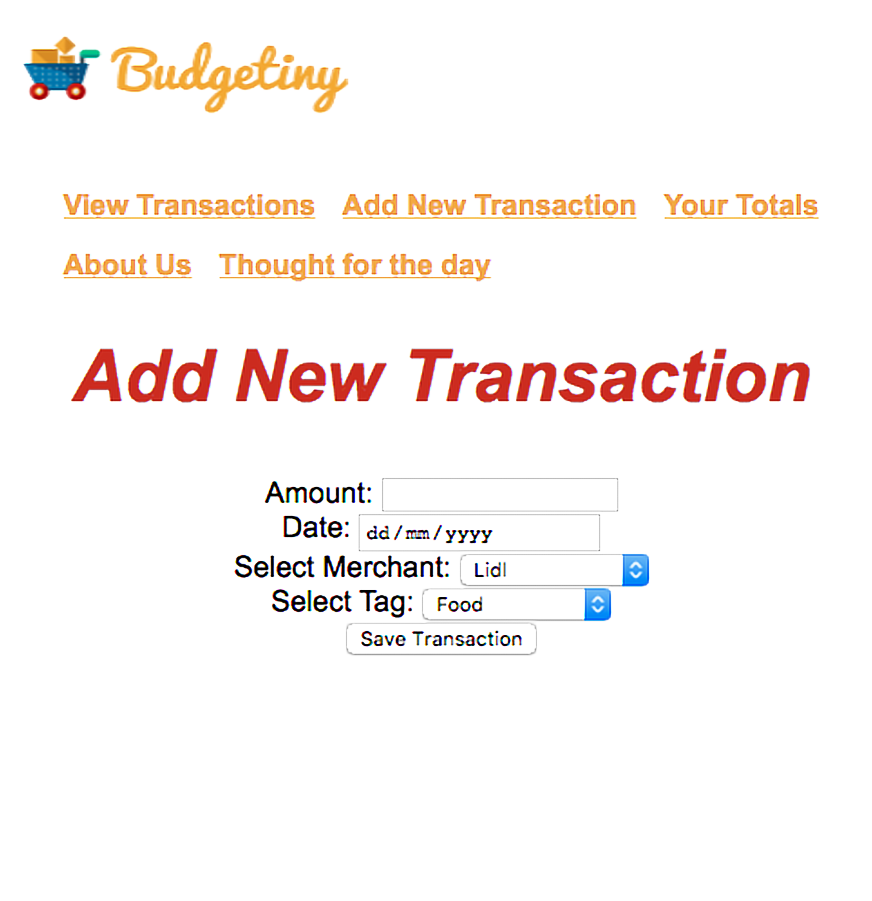 Budgetiny
View Transactions Add New Transaction Your Totals
About Us Thought for the day
Add New Transaction
Amount:
Date: dd/mm/yyyy
Select Merchant: Lidl
Select Tag: Food
Save Transaction